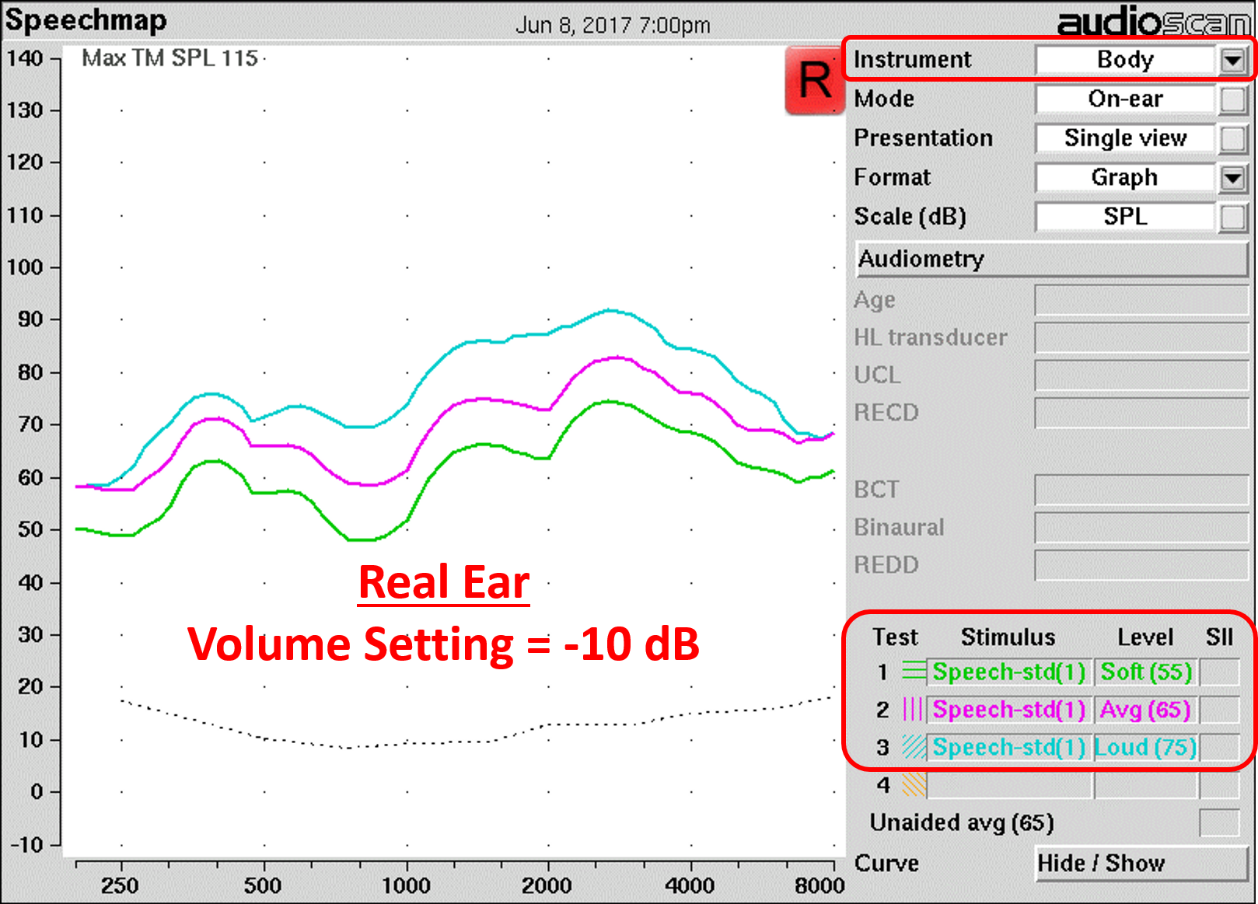 Speechmap
Jun 8, 2017 7:00pm
audioscan
Max TM SPL 115
R
140
130
120
110
100
90
80
70
60
50
40
30
20
10
0
-10
250 500 1000 2000 4000 8000
Real Ear
Volume Setting = -10 dB
Instrument Body
Mode On-ear
Presentation Single view
Format Graph
Scale (dB) SPL
Audiometry
Age
HL transducer
UCL
RECD
BCT
Binaural
REDD
Test Stimulus Level SII
1 Speech-std(1) Soft (55)
2 Speech-std(1) Avg (65)
3 Speech-std(1) Loud (75)
4
Unaided avg (65)
Curve Hide / Show